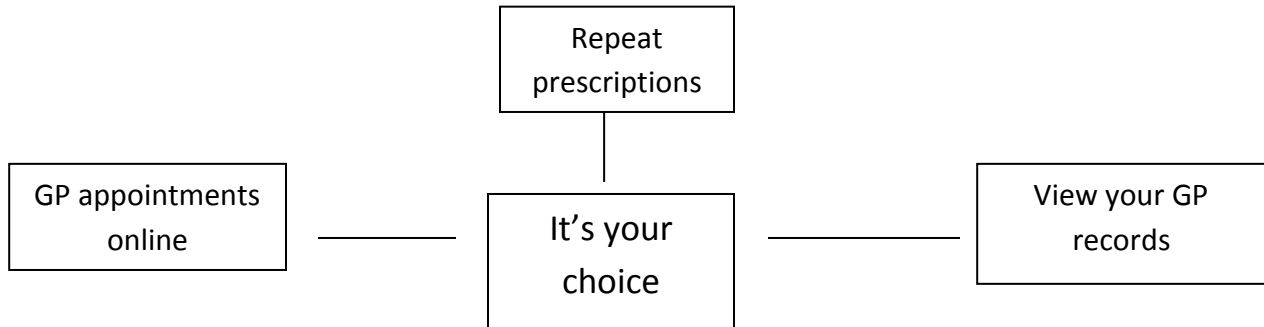 Repeat
prescriptions
GP appointments
online
It’s your
choice
View your GP
records